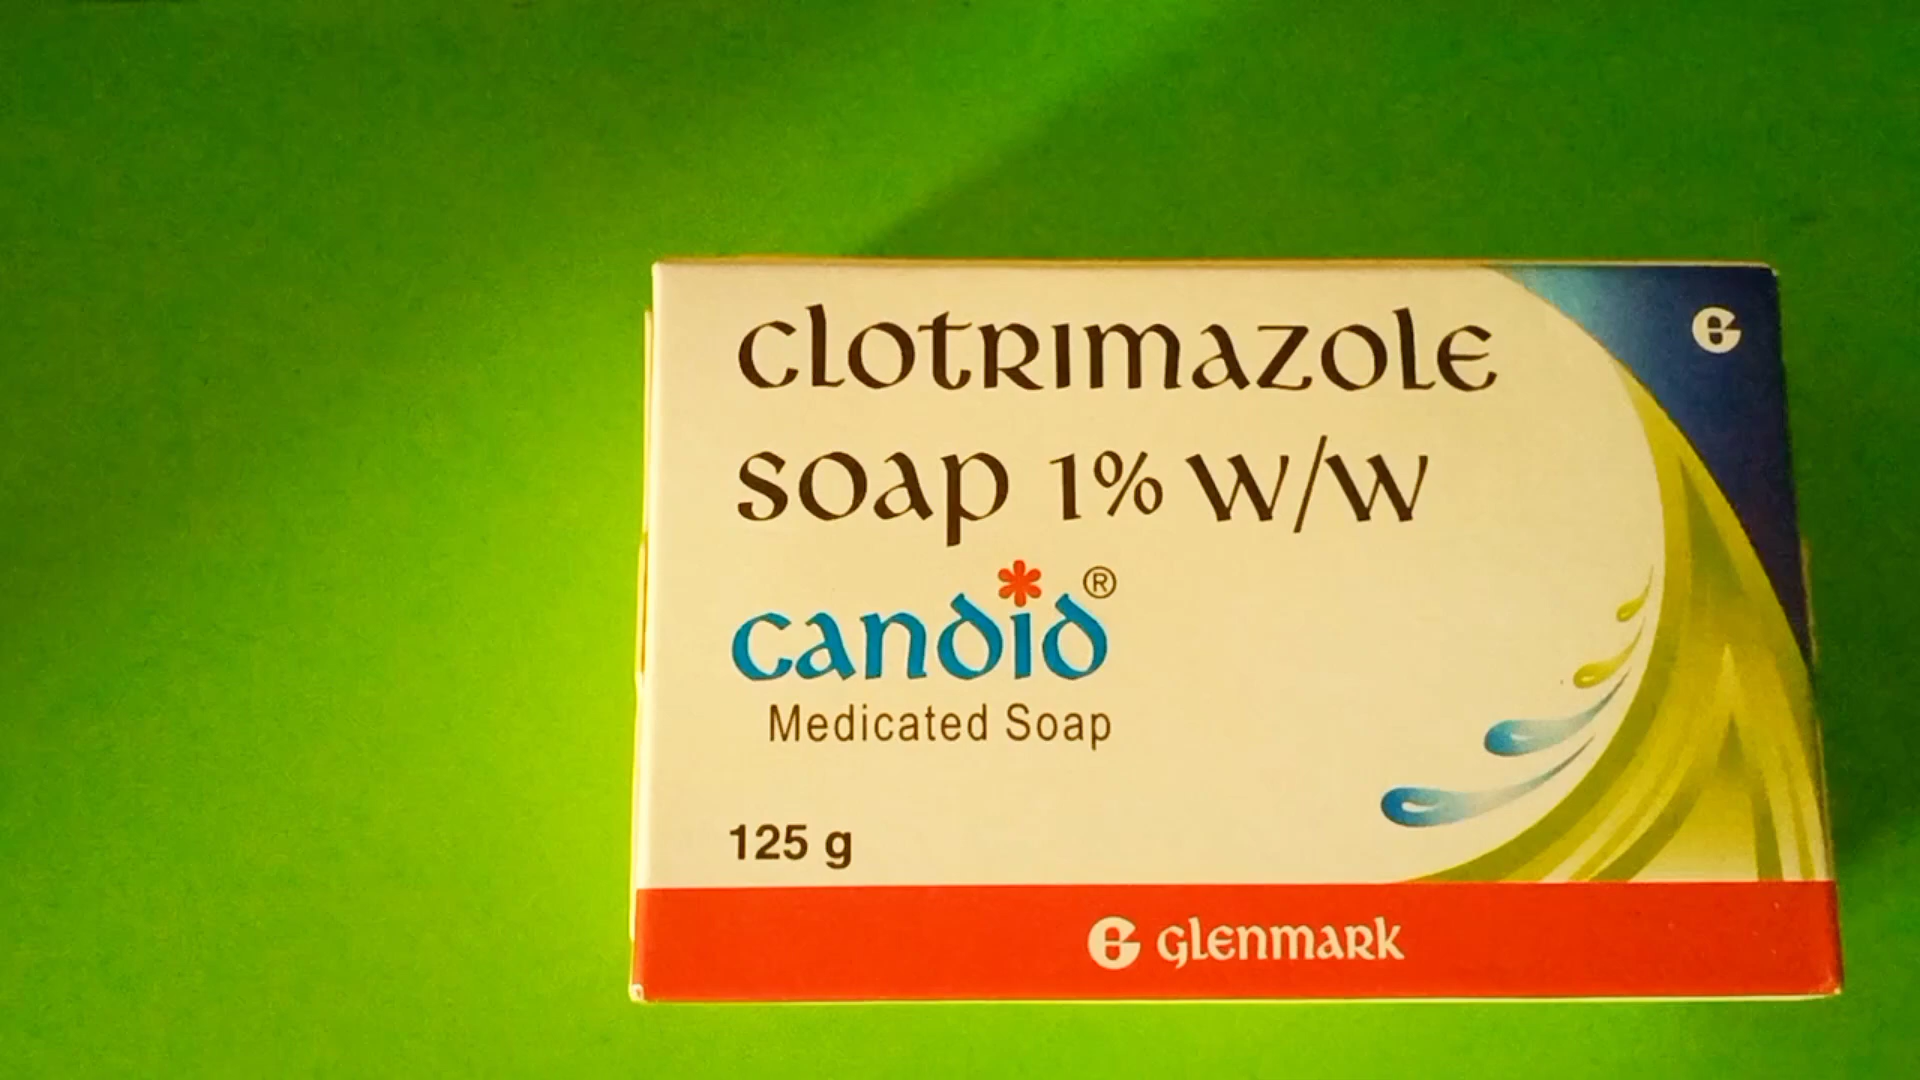 Clotrimazole
Soap 1% w/w
candid®
Medicated Soap
125 g
glenmark